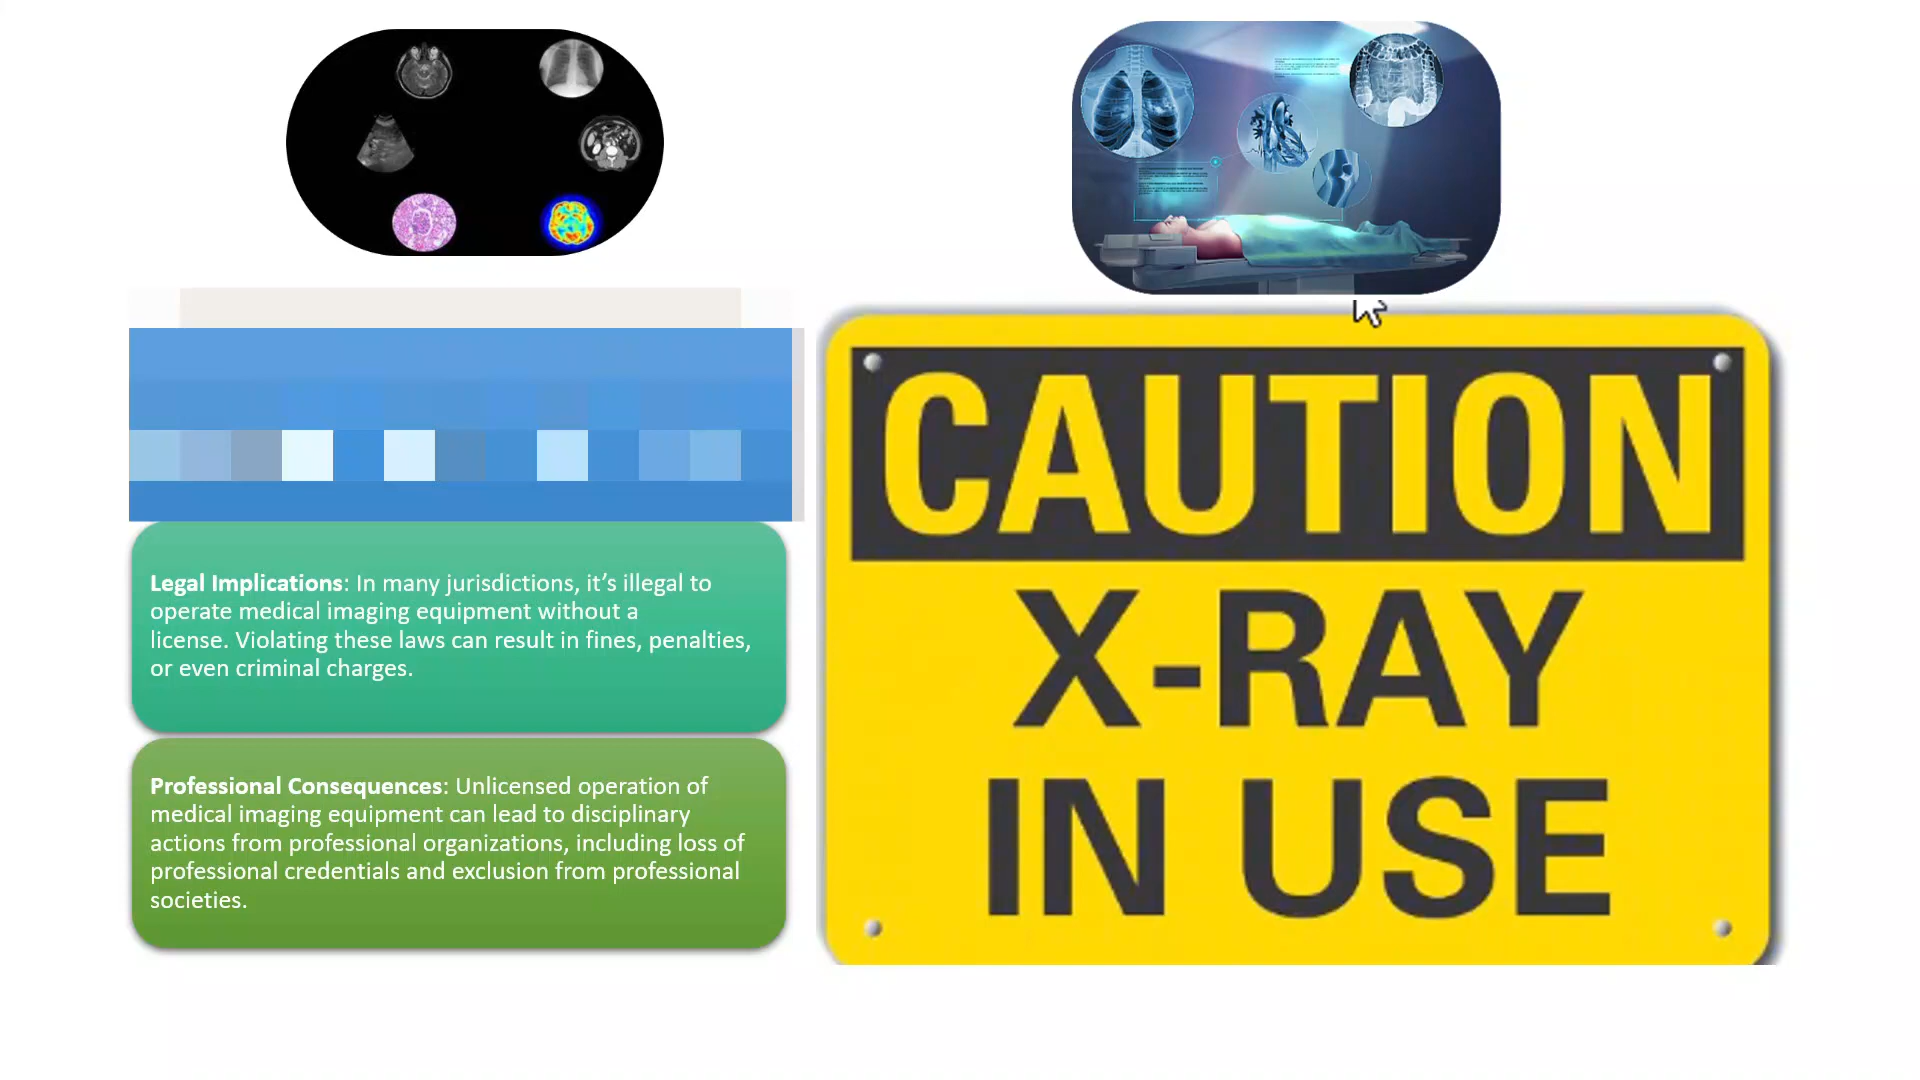 Legal Implications: In many jurisdictions, it’s illegal to
operate medical imaging equipment without a
license. Violating these laws can result in fines, penalties,
or even criminal charges.
Professional Consequences: Unlicensed operation of
medical imaging equipment can lead to disciplinary
actions from professional organizations, including loss of
professional credentials and exclusion from professional
societies.
CAUTION
X-RAY
IN USE